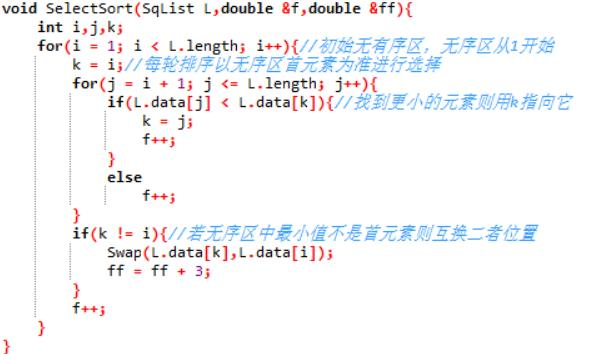 void SelectSort(SqList L,double &f,double &ff){
    int i,j,k;
    for(i = 1; i < L.length; i++){//初始无有序区，无序区从1开始
        k = i;//每轮排序以无序区首元素为准进行选择
        for(j = i + 1; j <= L.length; j++){
            if(L.data[j] < L.data[k]){//找到更小的元素则用k指向它
                k = j;
                f++;
            }
            else
                f++;
        }
        if(k != i){//若无序区中最小值不是首元素则互换二者位置
            Swap(L.data[k],L.data[i]);
            ff = ff + 3;
        }
        f++;
    }
}